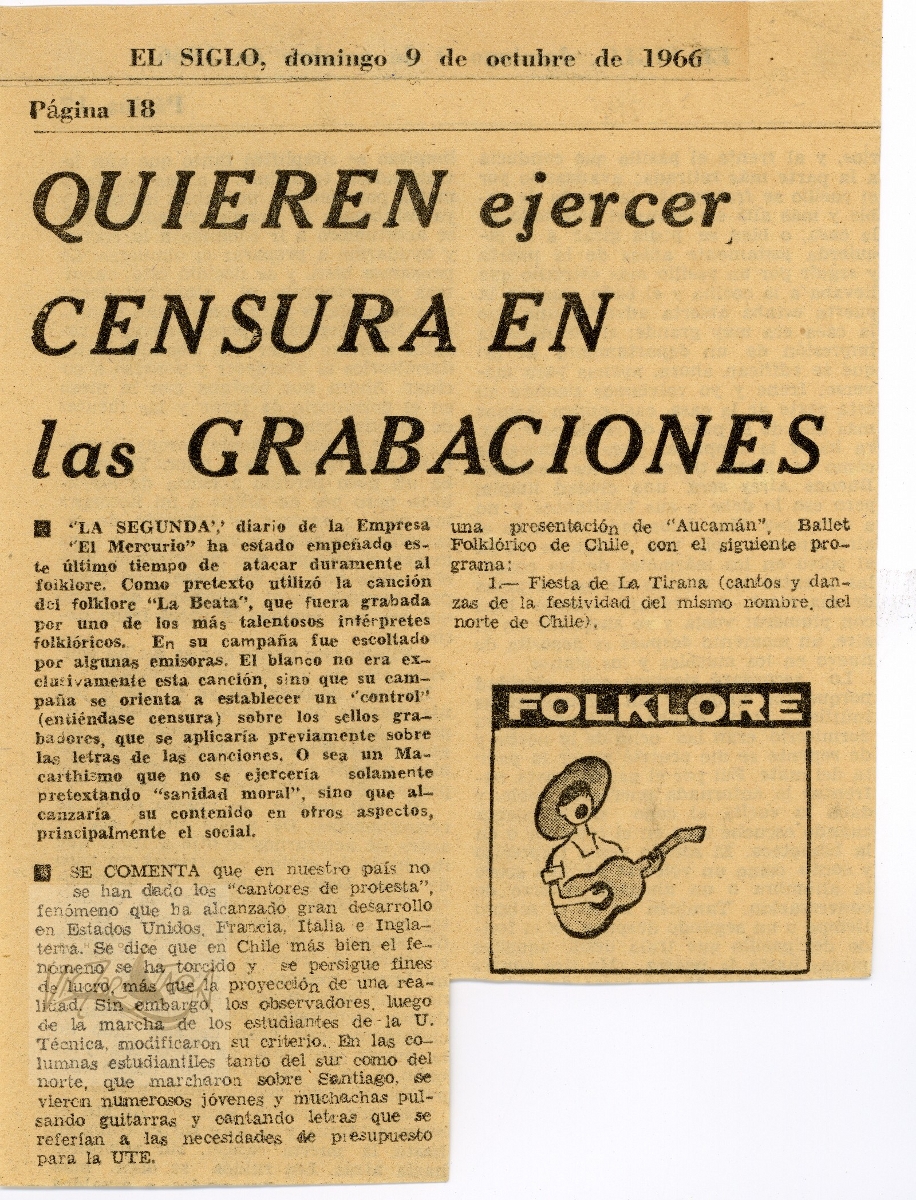 EL SIGLO, domingo 9 de octubre de 1966
Página 18
QUIEREN ejercer
CENSURA EN
las GRABACIONES
"LA SEGUNDA", diario de la Empresa
"El Mercurio" ha estado empeñado es-
te último tiempo de atacar duramente al
folklore. Como pretexto utilizó la canción
del folklore "La Beata", que fuera grabada
por uno de los más talentosos intérpretes
folklóricos. En su campaña fue escoltado
por algunas emisoras. El blanco no era ex-
clusivamente esta canción, sino que su cam-
paña se orienta a establecer un "control"
(entiéndase censura) sobre los sellos gra-
badores, que se aplicaría previamente sobre
las letras de las canciones. O sea un Ma-
carthismo que no se ejercería solamente
pretextando "sanidad moral", sino que al-
canzaría su contenido en otros aspectos,
principalmente el social.
SE COMENTA que en nuestro país no
se han dado los "cantores de protesta",
fenómeno que ha alcanzado gran desarrollo
en Estados Unidos, Francia, Italia e Ingla-
terra. Se dice que en Chile más bien el fe-
nómeno se ha torcido y se persigue fines
de lucro, más que la proyección de una rea-
lidad. Sin embargo, los observadores, luego
de la marcha de los estudiantes de la U.
Técnica, modificaron su criterio. En las co-
lumnas estudiantiles tanto del sur como del
norte, que marcharon sobre Santiago, se
vieron numerosos jóvenes y muchachas pul-
sando guitarras y cantando letras que se
referían a las necesidades de presupuesto
para la UTE.
una presentación de "Aucamán", Ballet
Folklórico de Chile, con el siguiente pro-
grama:
1.— Fiesta de La Tirana (cantos y dan-
zas de la festividad del mismo nombre, del
norte de Chile),
FOLKLORE